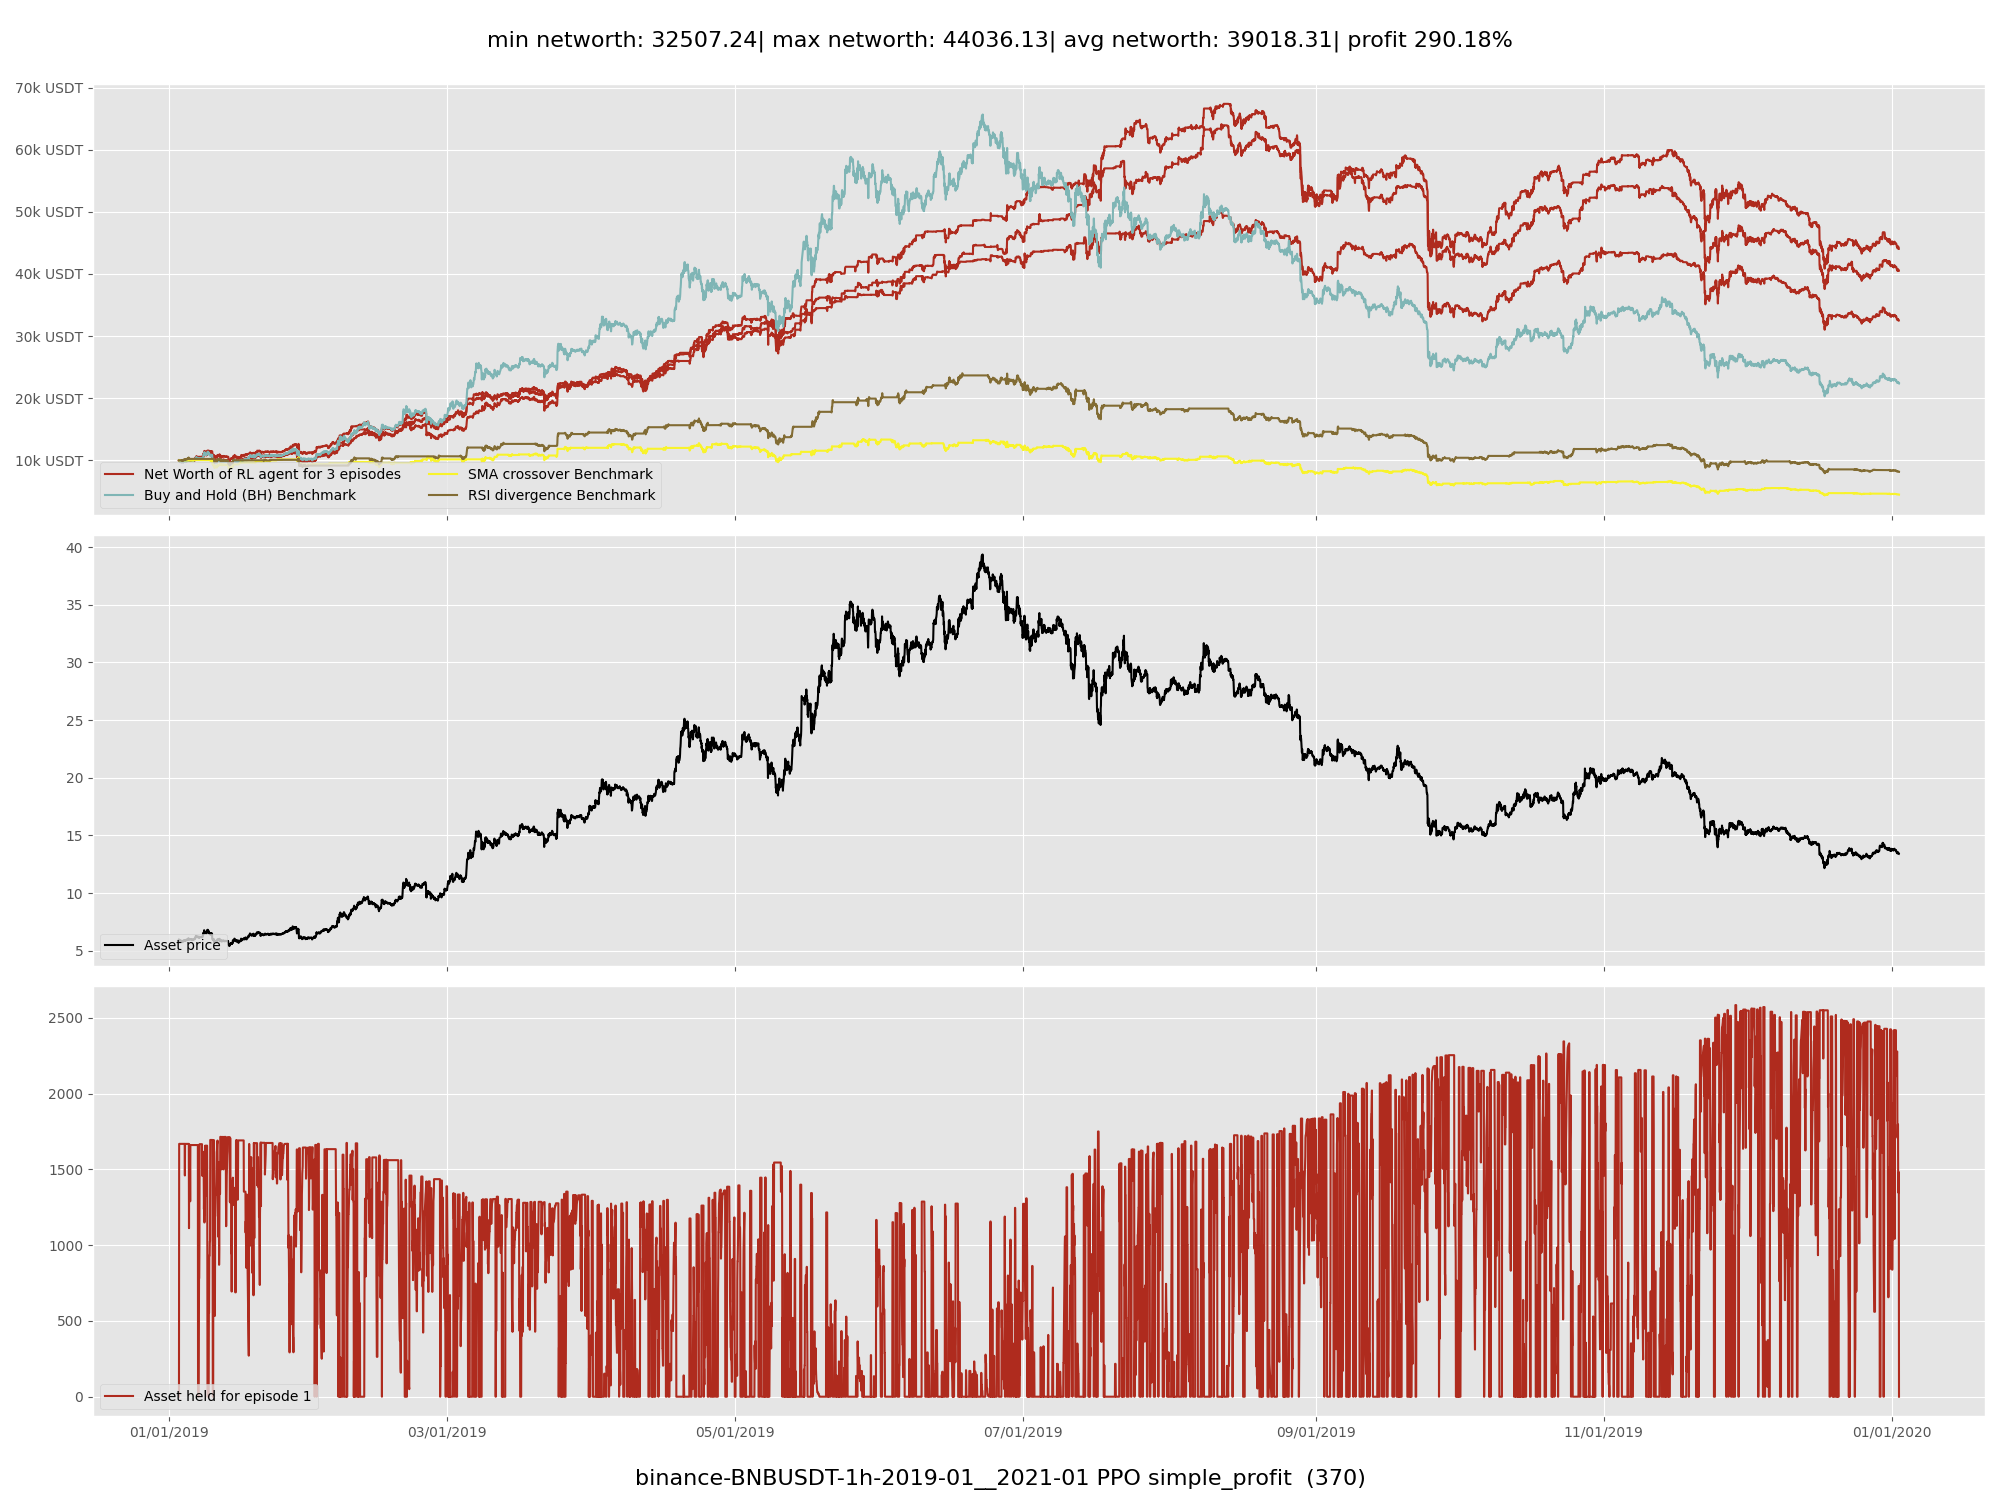 min networth: 32507.24| max networth: 44036.13| avg networth: 39018.31| profit 290.18%
70k USDT
60k USDT
50k USDT
40k USDT
30k USDT
20k USDT
10k USDT
Net Worth of RL agent for 3 episodes
Buy and Hold (BH) Benchmark
SMA crossover Benchmark
RSI divergence Benchmark
40
35
30
25
20
15
10
5
Asset price
2500
2000
1500
1000
500
0
Asset held for episode 1
01/01/2019 03/01/2019 05/01/2019 07/01/2019 09/01/2019 11/01/2019 01/01/2020
binance-BNBUSDT-1h-2019-01__2021-01 PPO simple_profit (370)